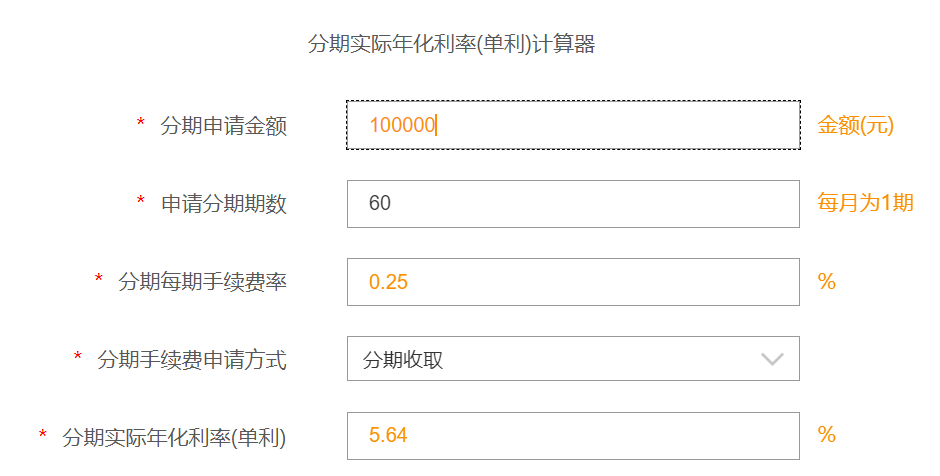 分期实际年化利率(单利)计算器
* 分期申请金额 100000 金额(元)
* 申请分期期数 60 每月为1期
* 分期每期手续费率 0.25 %
* 分期手续费申请方式 分期收取
* 分期实际年化利率(单利) 5.64 %